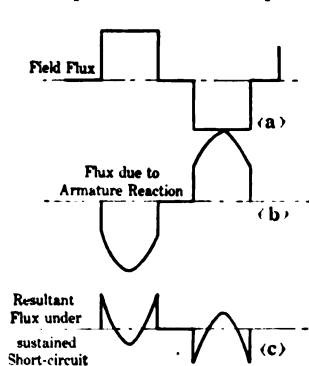 Field Flux
(a)
Flux due to
Armature Reaction
(b)
Resultant
Flux under
sustained
Short-circuit
(c)